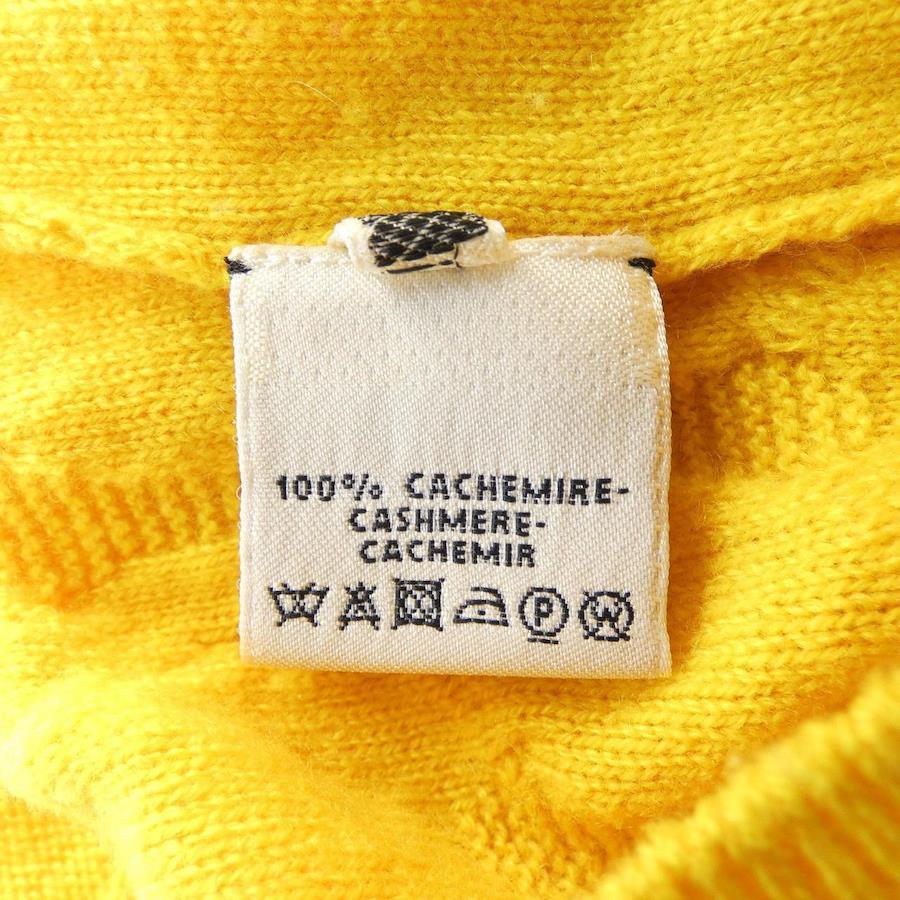 100% CACHEMIRE-
CASHMERE-
CACHEMIR
P W